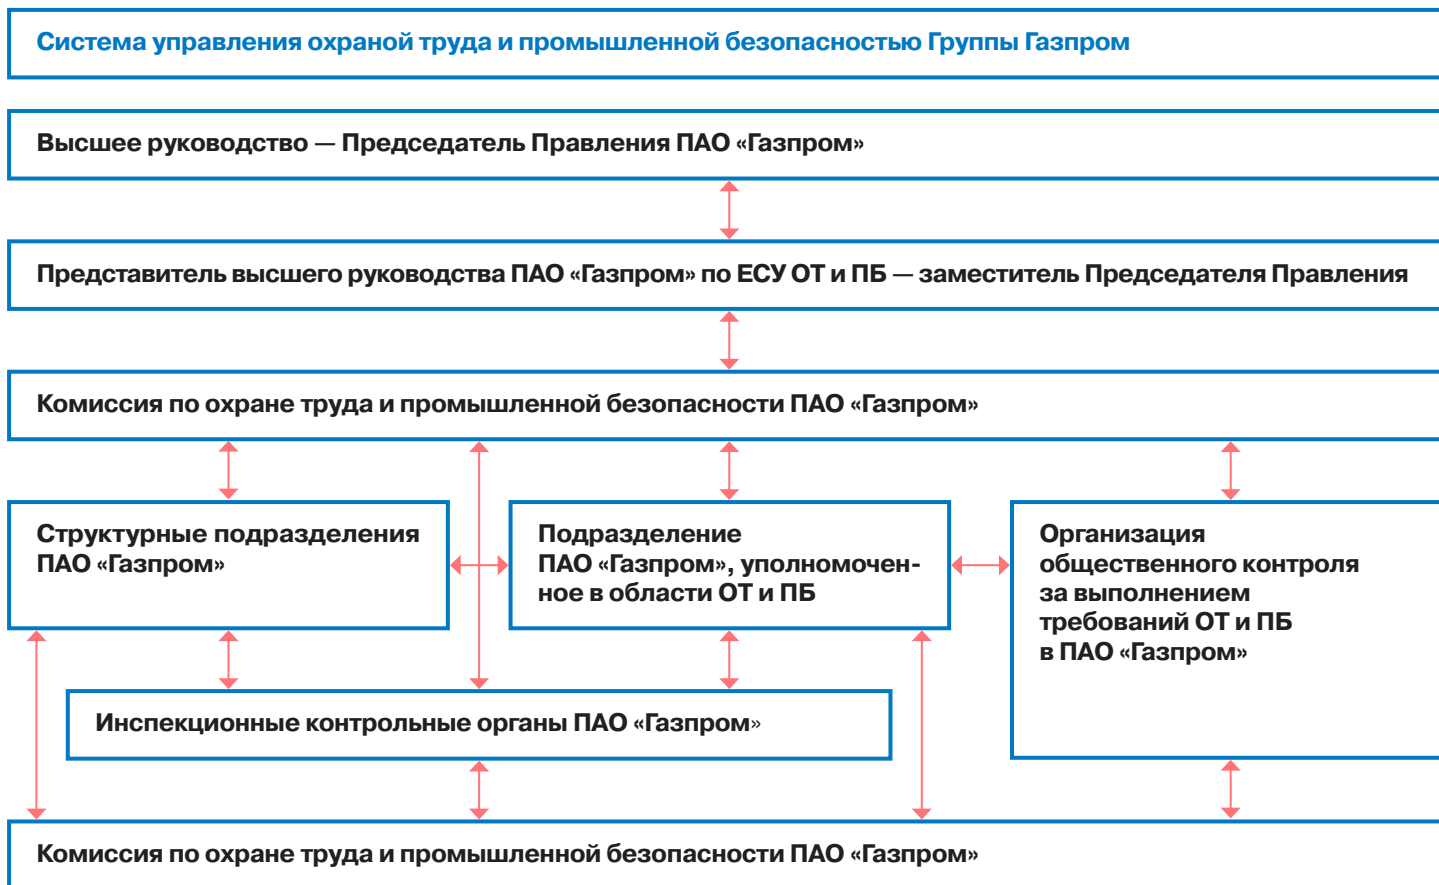 Система управления охраной труда и промышленной безопасностью Группы Газпром
Высшее руководство — Председатель Правления ПАО «Газпром»
Представитель высшего руководства ПАО «Газпром» по ЕСУ ОТ и ПБ — заместитель Председателя Правления
Комиссия по охране труда и промышленной безопасности ПАО «Газпром»
Структурные подразделения
ПАО «Газпром»
Подразделение
ПАО «Газпром», уполномочен-
ное в области ОТ и ПБ
Организация
общественного контроля
за выполнением
требований ОТ и ПБ
в ПАО «Газпром»
Инспекционные контрольные органы ПАО «Газпром»
Комиссия по охране труда и промышленной безопасности ПАО «Газпром»